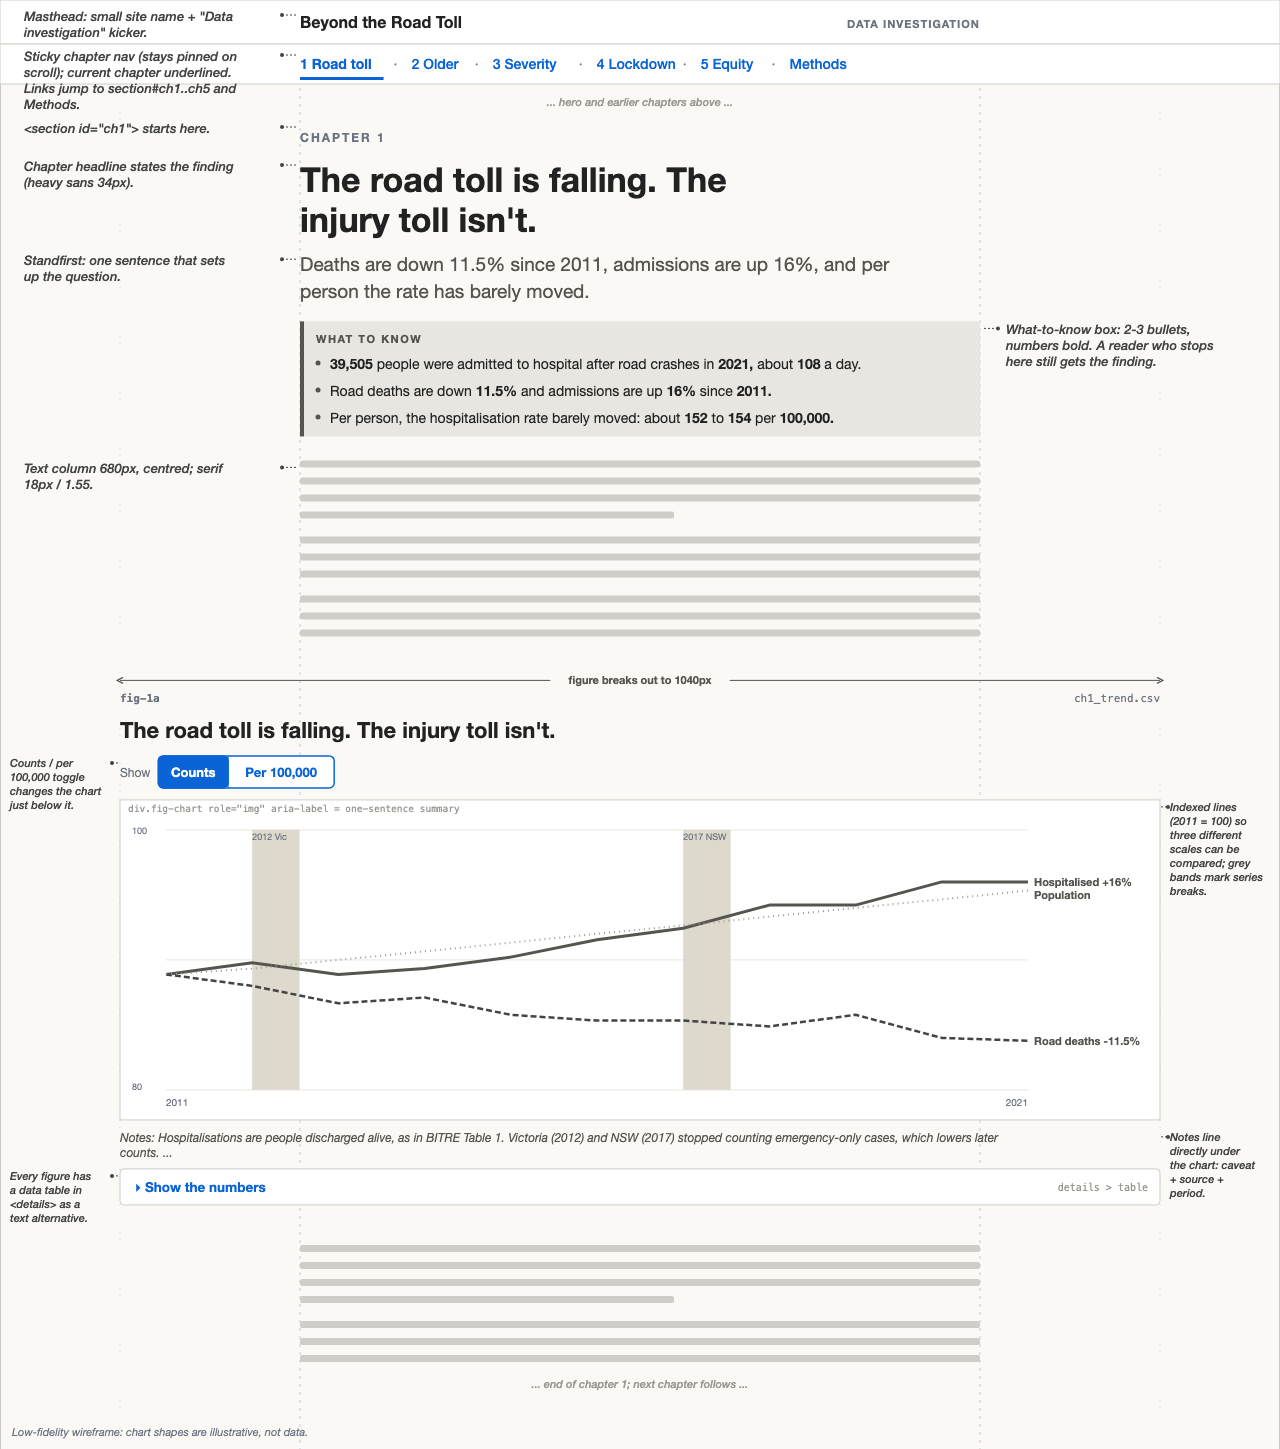 Masthead: small site name + "Data
investigation" kicker.
Beyond the Road Toll
DATA INVESTIGATION
Sticky chapter nav (stays pinned on
scroll); current chapter underlined.
Links jump to section#ch1..ch5 and
Methods.
1 Road toll · 2 Older · 3 Severity · 4 Lockdown · 5 Equity · Methods
... hero and earlier chapters above ...
<section id="ch1"> starts here.
CHAPTER 1
Chapter headline states the finding
(heavy sans 34px).
The road toll is falling. The
injury toll isn't.
Standfirst: one sentence that sets
up the question.
Deaths are down 11.5% since 2011, admissions are up 16%, and per
person the rate has barely moved.
WHAT TO KNOW
• 39,505 people were admitted to hospital after road crashes in 2021, about 108 a day.
• Road deaths are down 11.5% and admissions are up 16% since 2011.
• Per person, the hospitalisation rate barely moved: about 152 to 154 per 100,000.
What-to-know box: 2-3 bullets,
numbers bold. A reader who stops
here still gets the finding.
Text column 680px, centred; serif
18px / 1.55.
figure breaks out to 1040px
fig-1a
ch1_trend.csv
The road toll is falling. The injury toll isn't.
Counts / per
100,000 toggle
changes the chart
just below it.
Show Counts Per 100,000
div.fig-chart role="img" aria-label = one-sentence summary
100
2012 Vic
2017 NSW
Hospitalised +16%
Population
Road deaths -11.5%
80
2011
2021
Indexed lines
(2011 = 100) so
three different
scales can be
compared; grey
bands mark series
breaks.
Notes: Hospitalisations are people discharged alive, as in BITRE Table 1. Victoria (2012) and NSW (2017) stopped counting emergency-only cases, which lowers later
counts. ...
Notes line
directly under
the chart: caveat
+ source +
period.
Every figure has
a data table in
<details> as a
text alternative.
Show the numbers
details > table
... end of chapter 1; next chapter follows ...
Low-fidelity wireframe: chart shapes are illustrative, not data.